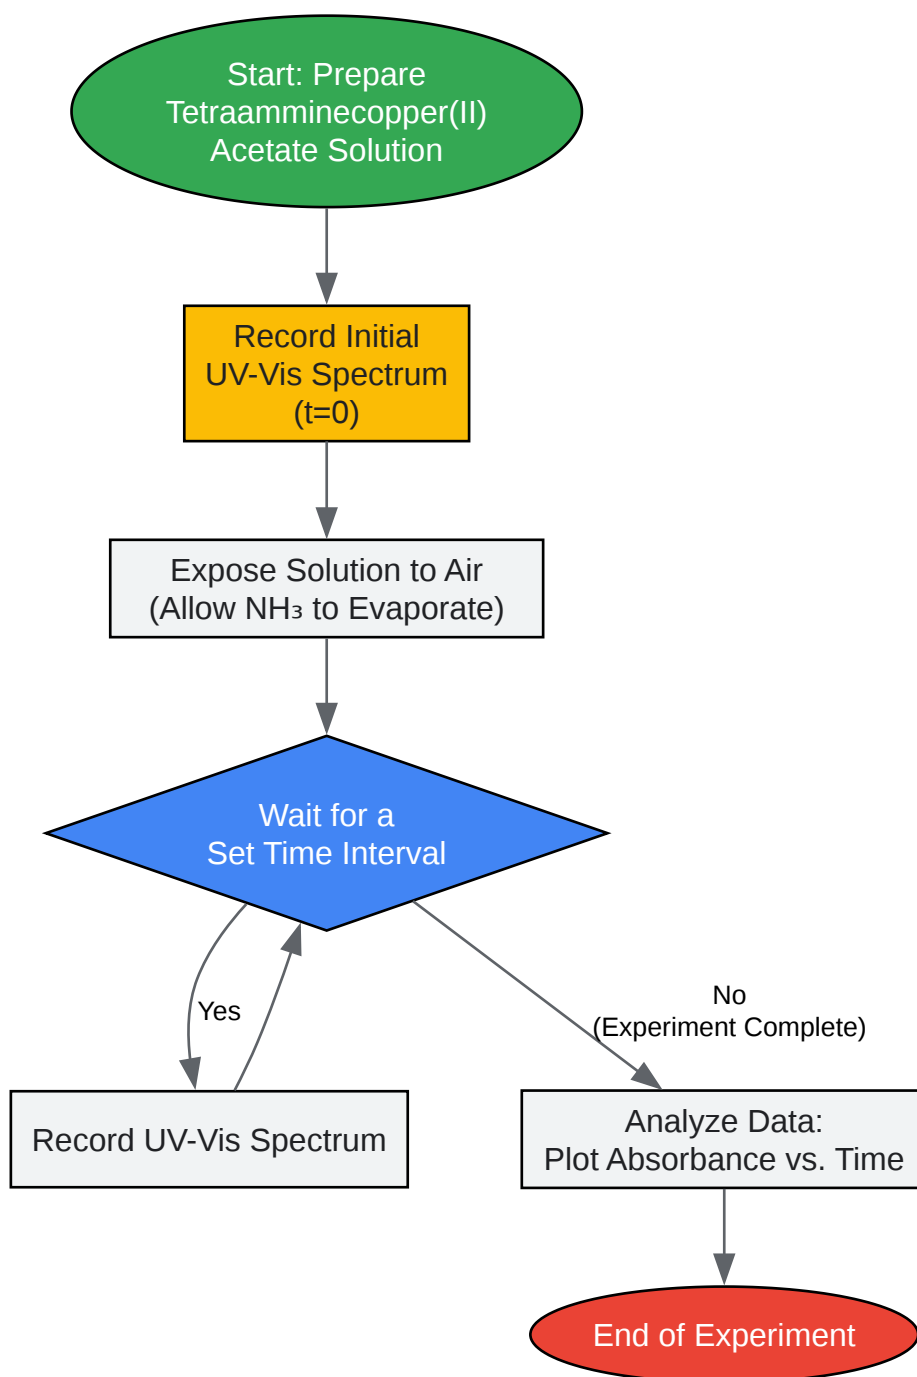 Start: Prepare
Tetraamminecopper(II)
Acetate Solution
Record Initial
UV-Vis Spectrum
(t=0)
Expose Solution to Air
(Allow NH₃ to Evaporate)
Wait for a
Set Time Interval
Yes
No
(Experiment Complete)
Record UV-Vis Spectrum
Analyze Data:
Plot Absorbance vs. Time
End of Experiment